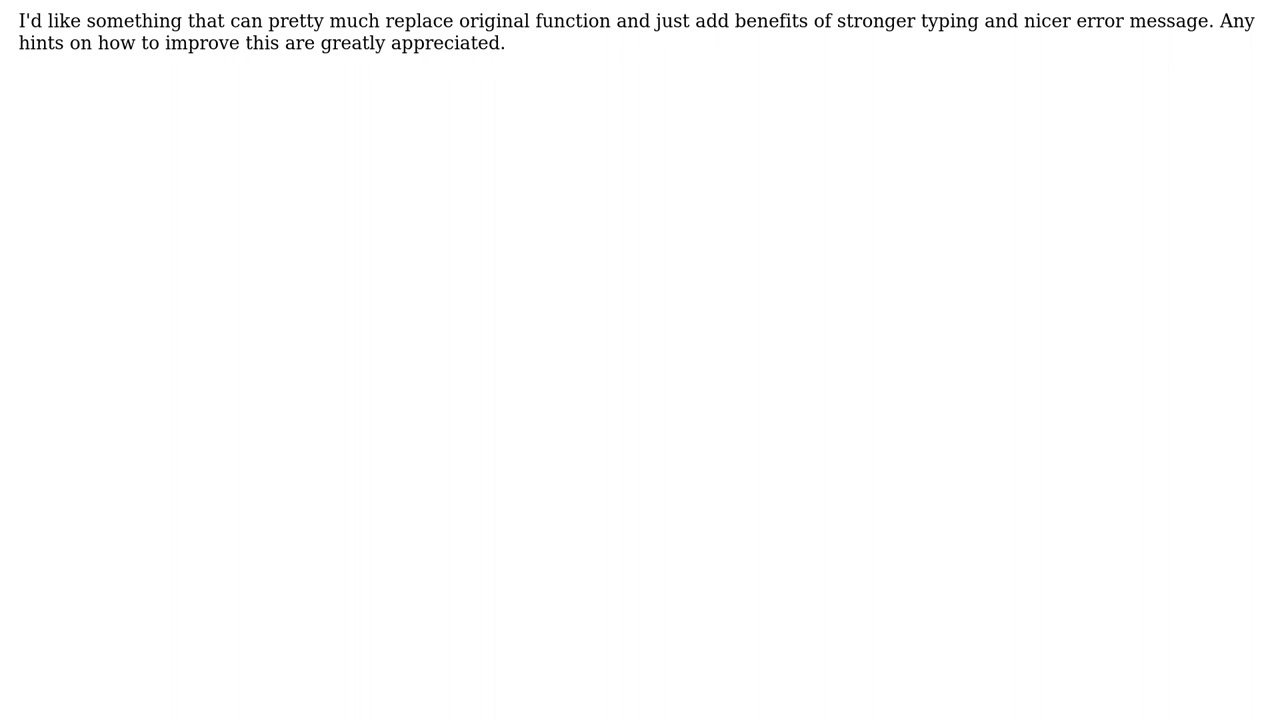 I'd like something that can pretty much replace original function and just add benefits of stronger typing and nicer error message. Any
hints on how to improve this are greatly appreciated.